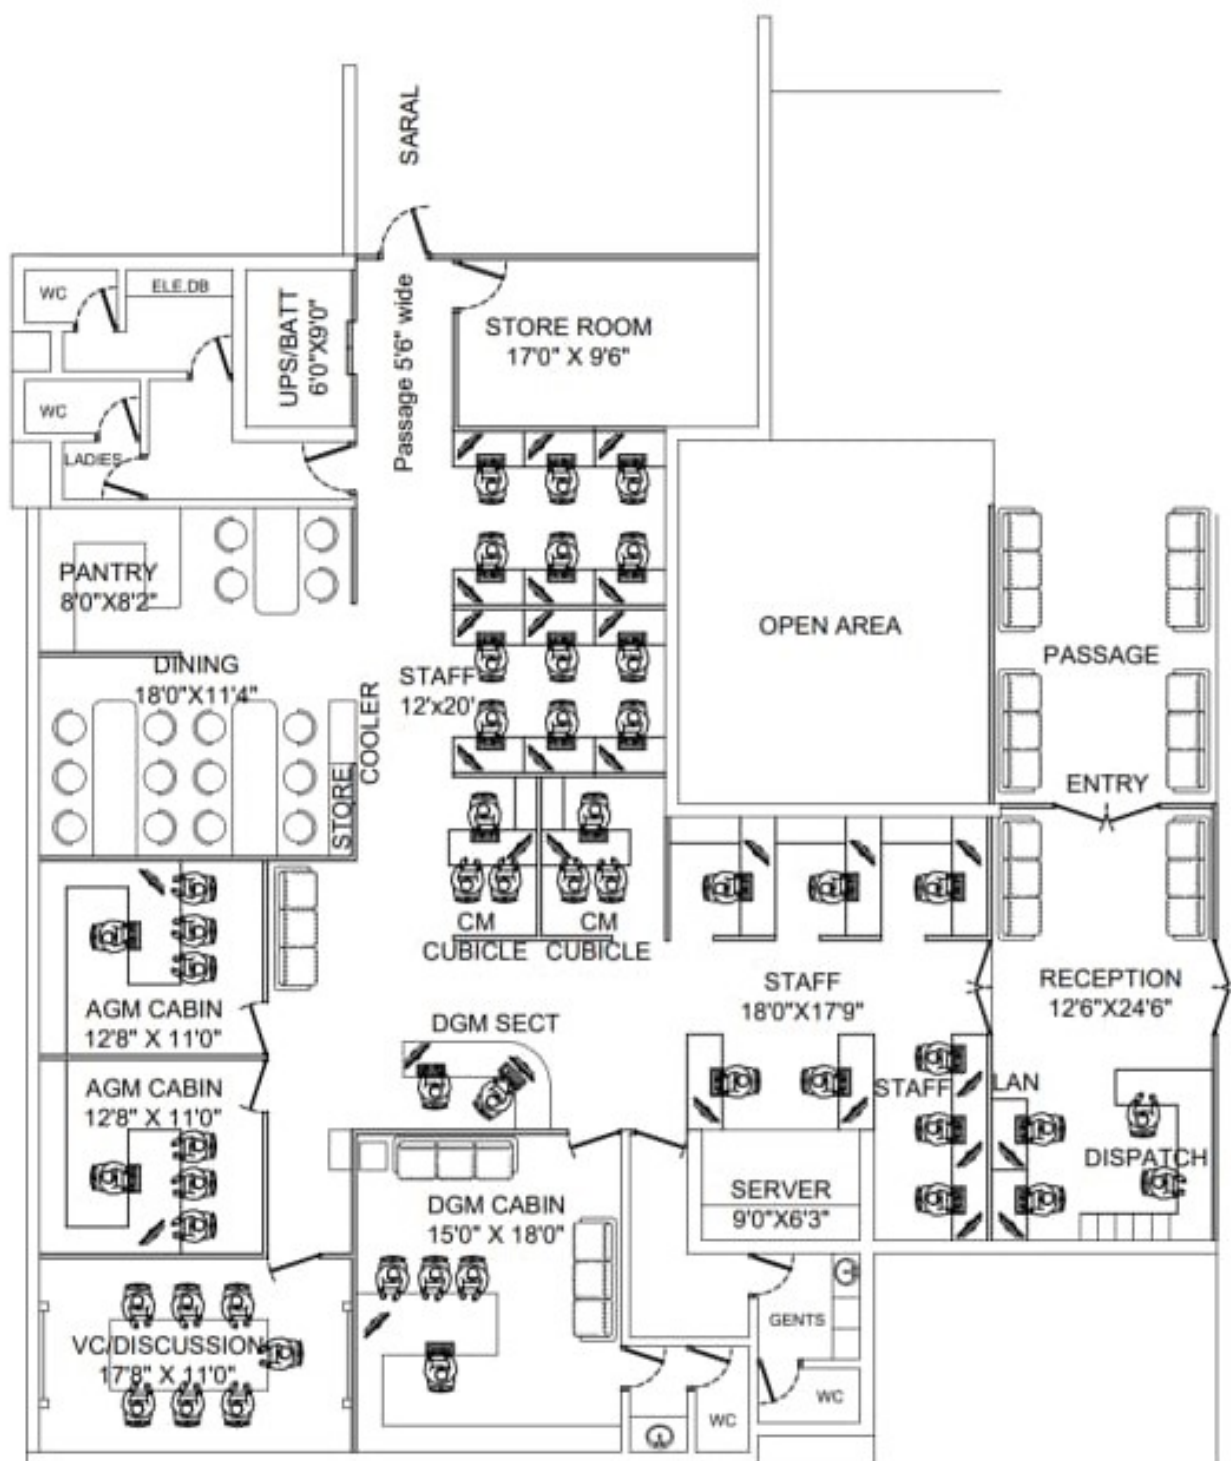 SARAL
WC
ELE.DB
UPS/BATT
6'0"X9'0"
Passage 5'6" wide
STORE ROOM
17'0" X 9'6"
WC
LADIES
PANTRY
8'0"X8'2"
OPEN AREA
PASSAGE
DINING
18'0"X11'4"
STAFF
12'x20'
COOLER
STORE
ENTRY
CM
CUBICLE
CM
CUBICLE
STAFF
18'0"X17'9"
RECEPTION
12'6"X24'6"
AGM CABIN
12'8" X 11'0"
DGM SECT
AGM CABIN
12'8" X 11'0"
STAFF
LAN
DISPATCH
DGM CABIN
15'0" X 18'0"
SERVER
9'0"X6'3"
GENTS
VC/DISCUSSION
17'8" X 11'0"
WC
WC